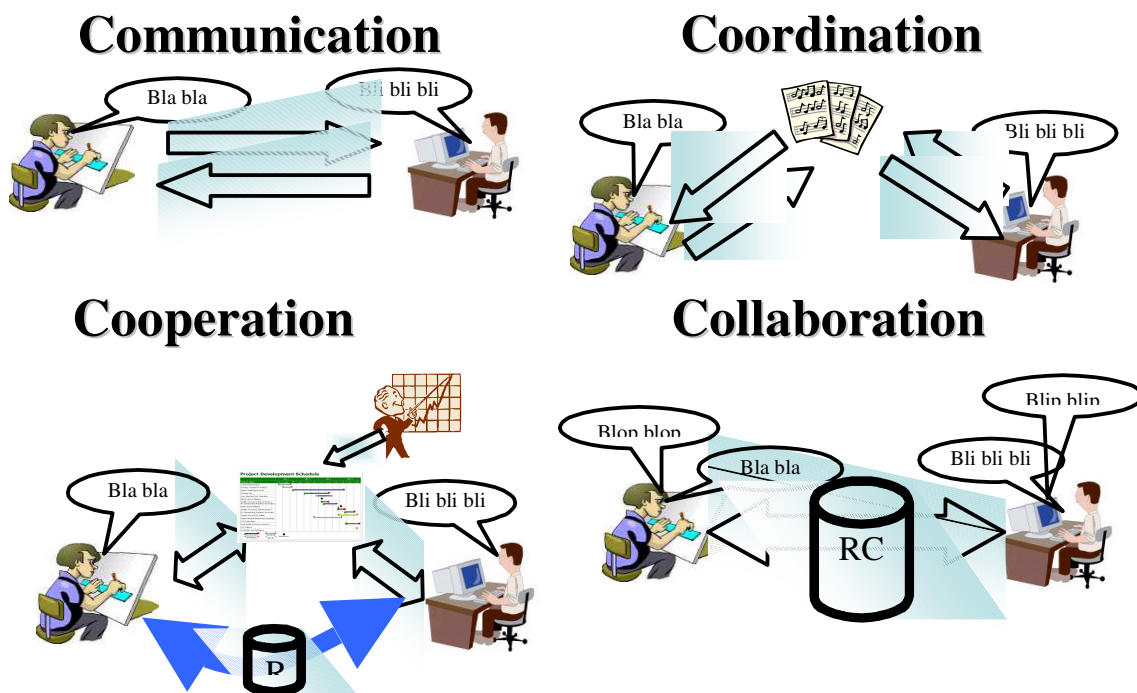 Communication
Bla bla
Bli bli bli
Coordination
Bla bla
Bli bli bli
Cooperation
Project Development Schedule
Bla bla
Bli bli bli
R
Collaboration
Blop blop
Blip blip
Bla bla
Bli bli bli
RC